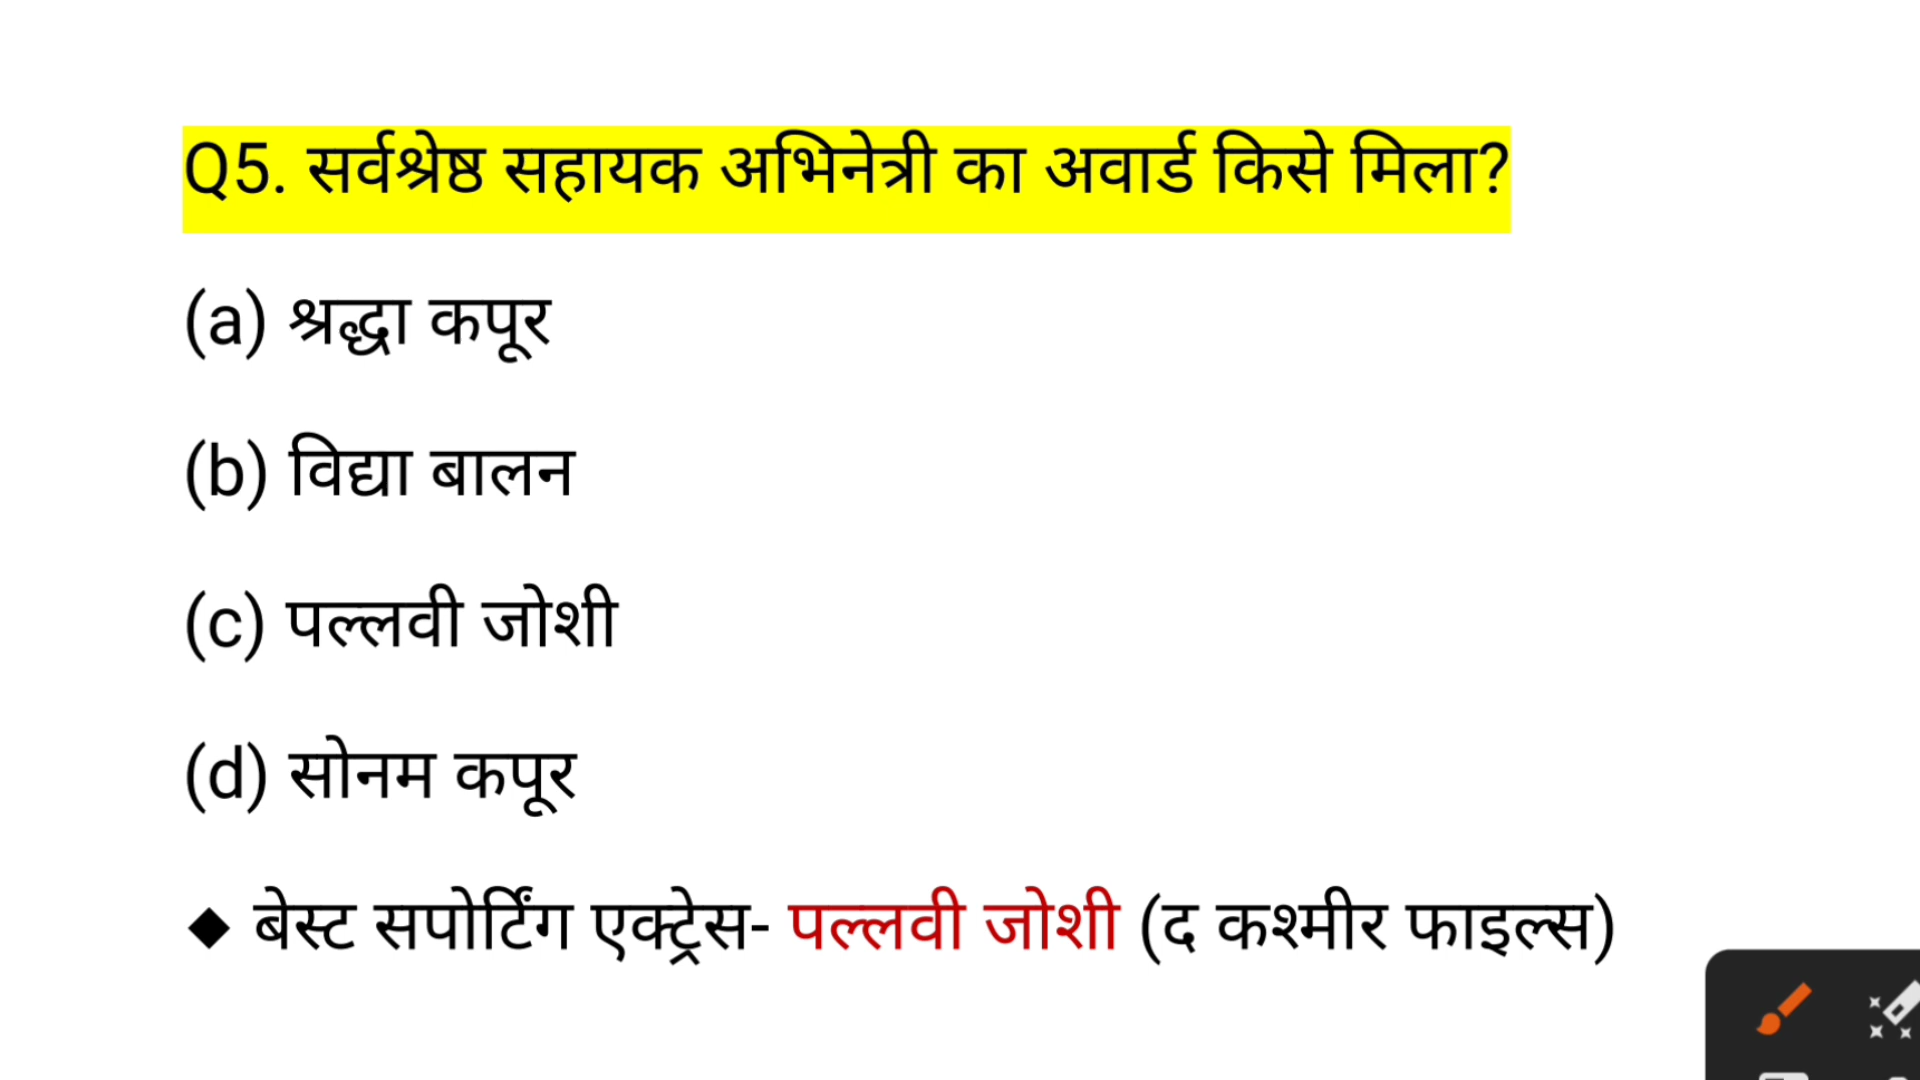 Q5. सर्वश्रेष्ठ सहायक अभिनेत्री का अवार्ड किसे मिला?
(a) श्रद्धा कपूर
(b) विद्या बालन
(c) पल्लवी जोशी
(d) सोनम कपूर
◆ बेस्ट सपोर्टिंग एक्ट्रेस- पल्लवी जोशी (द कश्मीर फाइल्स)